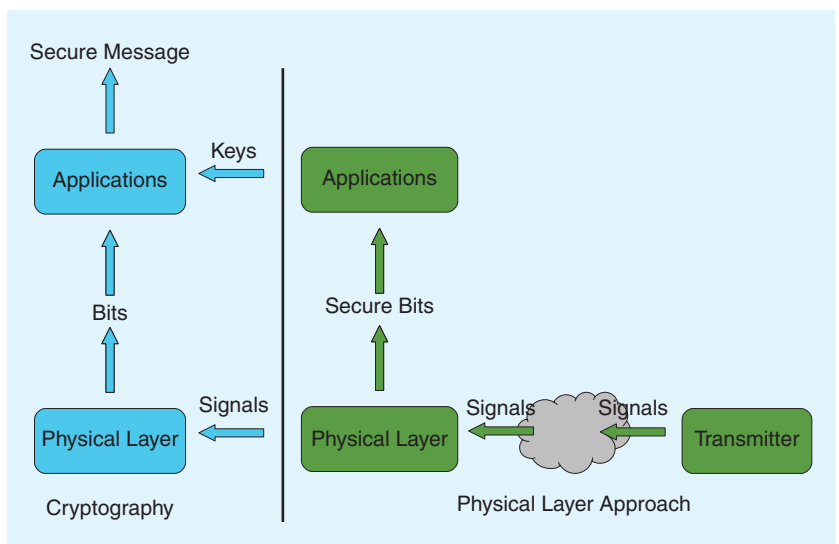 Secure Message
Keys
Applications
Applications
Bits
Secure Bits
Signals
Signals
Signals
Physical Layer
Physical Layer
Transmitter
Cryptography
Physical Layer Approach